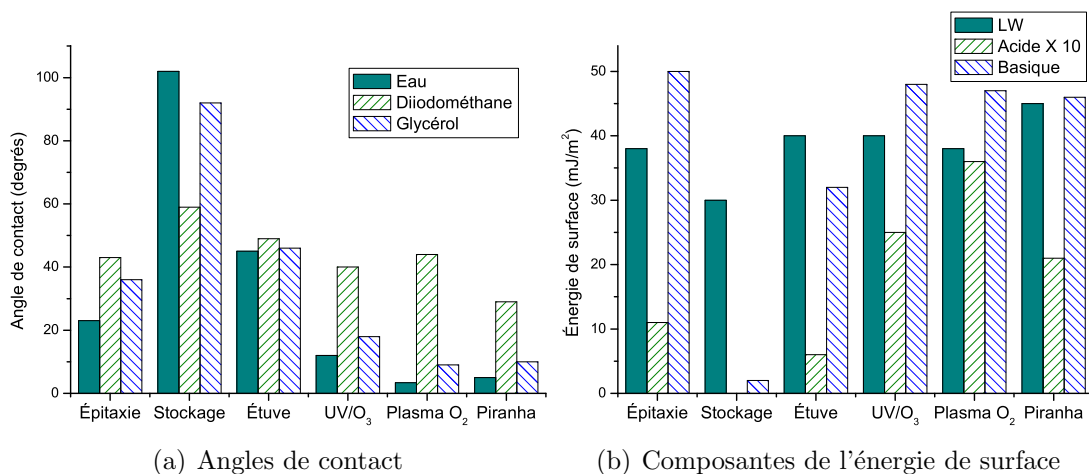 Angle de contact (degrés)
100
80
60
40
20
0
Eau
Diiodométhane
Glycérol
Épitaxie Stockage Étuve UV/O₃ Plasma O₂ Piranha
(a) Angles de contact
Énergie de surface (mJ/m²)
50
40
30
20
10
0
LW
Acide X 10
Basique
Épitaxie Stockage Étuve UV/O₃ Plasma O₂ Piranha
(b) Composantes de l'énergie de surface